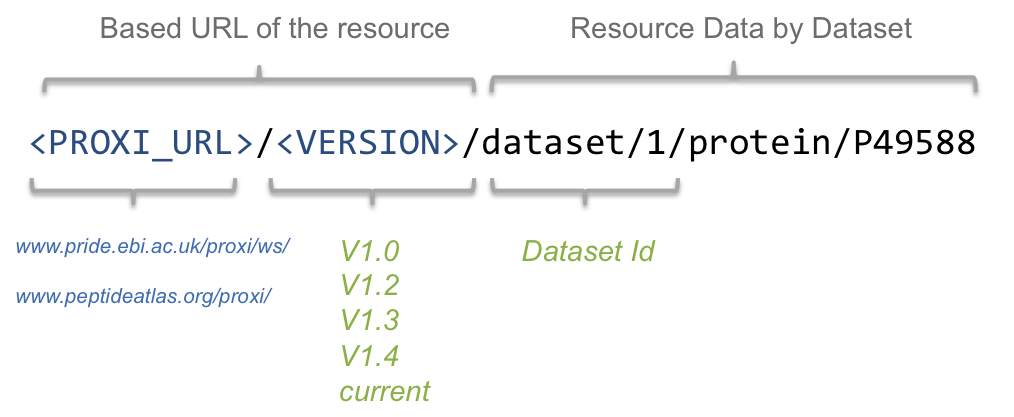 Based URL of the resource
Resource Data by Dataset
<PROXI_URL>/<VERSION>/dataset/1/protein/P49588
www.pride.ebi.ac.uk/proxi/ws/
www.peptideatlas.org/proxi/
V1.0
V1.2
V1.3
V1.4
current
Dataset Id